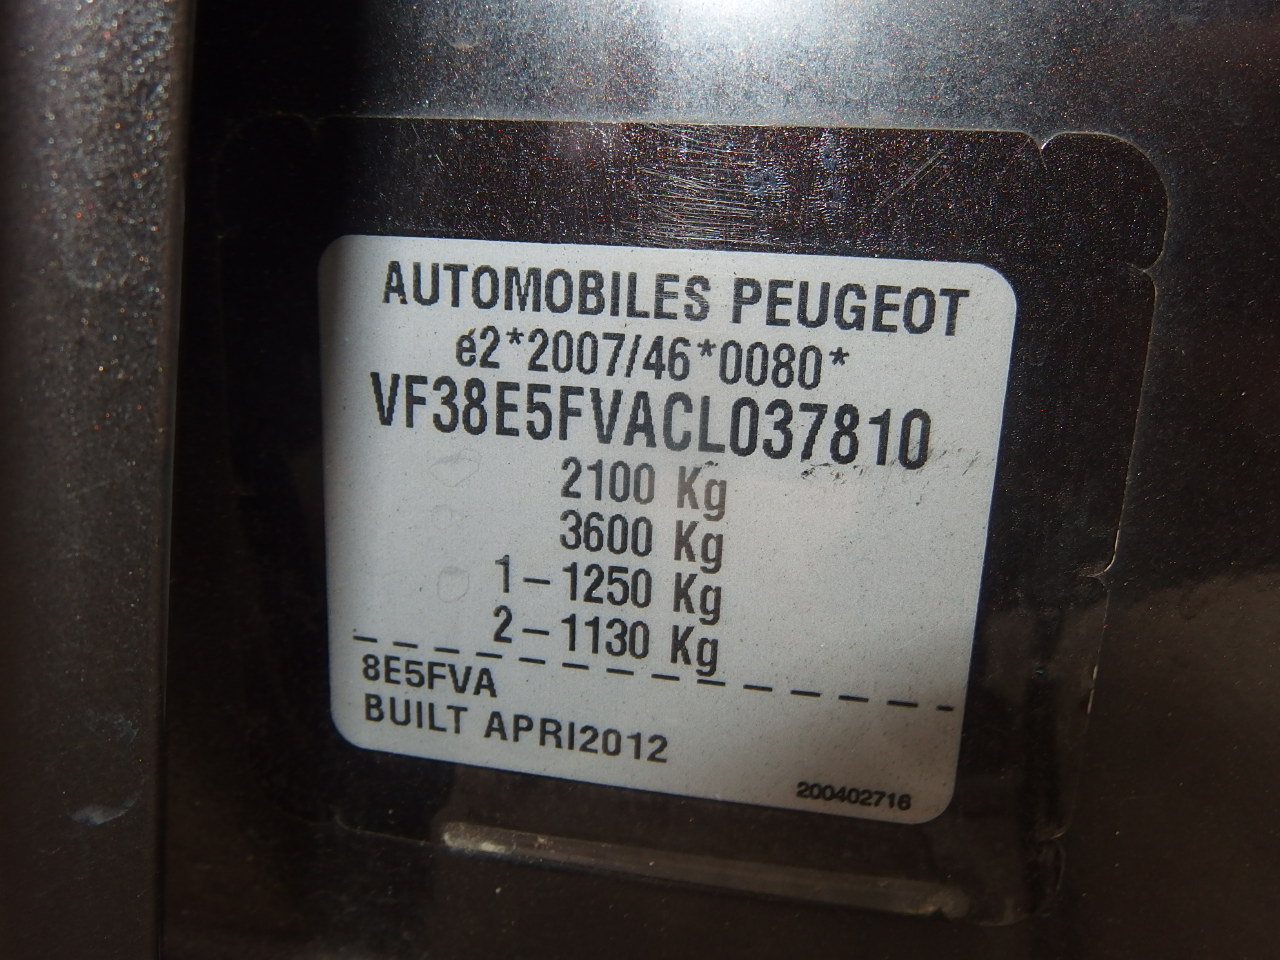 AUTOMOBILES PEUGEOT
e2*2007/46*0080*
VF38E5FVACL037810
2100 Kg
3600 Kg
1-1250 Kg
2-1130 Kg
8E5FVA
BUILT APRI2012
200402716